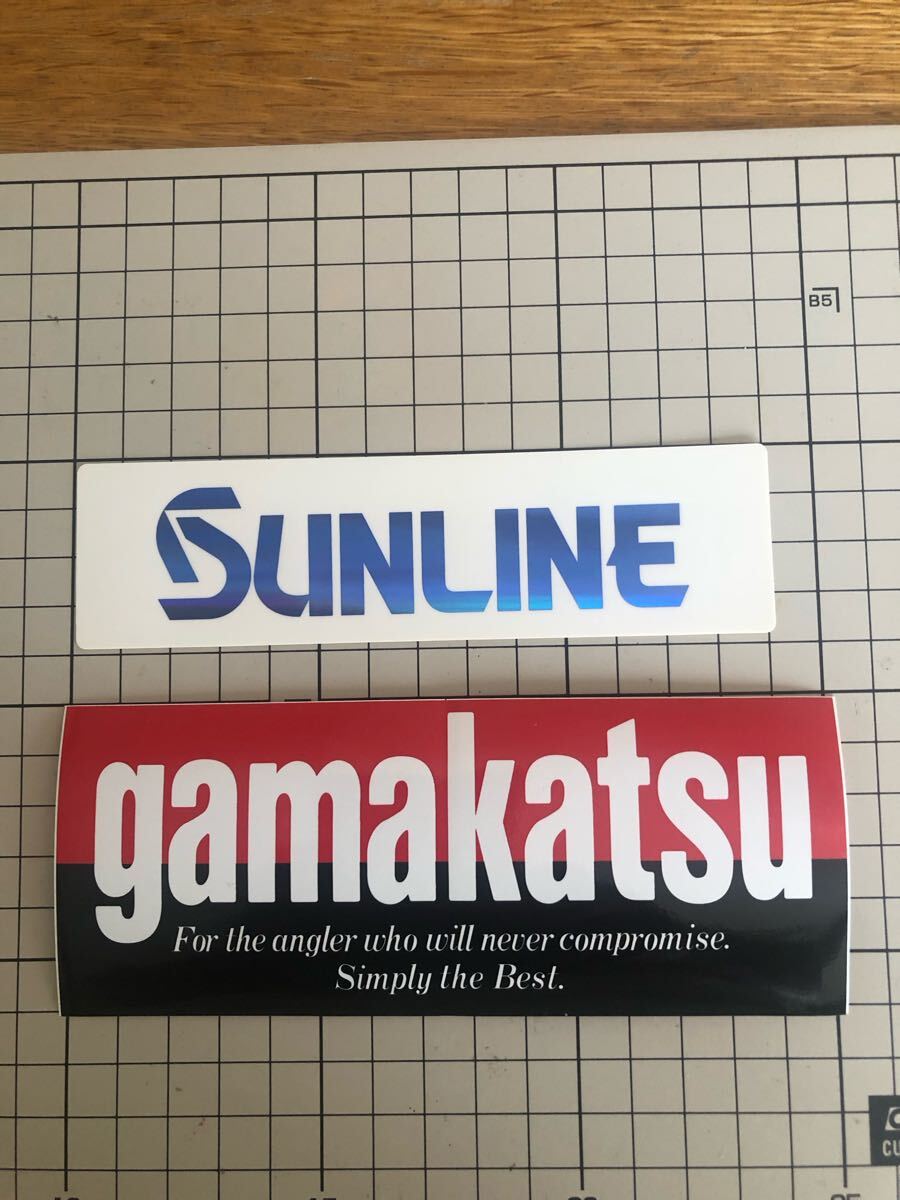 B5
SUNLINE
gamakatsu
For the angler who will never compromise.
Simply the Best.